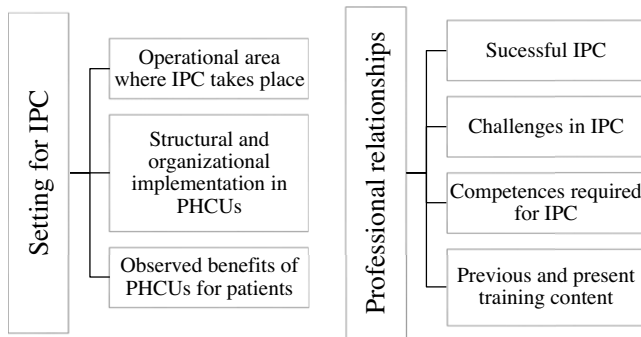 Setting for IPC
Operational area
where IPC takes place
Structural and
organizational
implementation in
PHCUs
Observed benefits of
PHCUs for patients
Professional relationships
Sucessful IPC
Challenges in IPC
Competences required
for IPC
Previous and present
training content